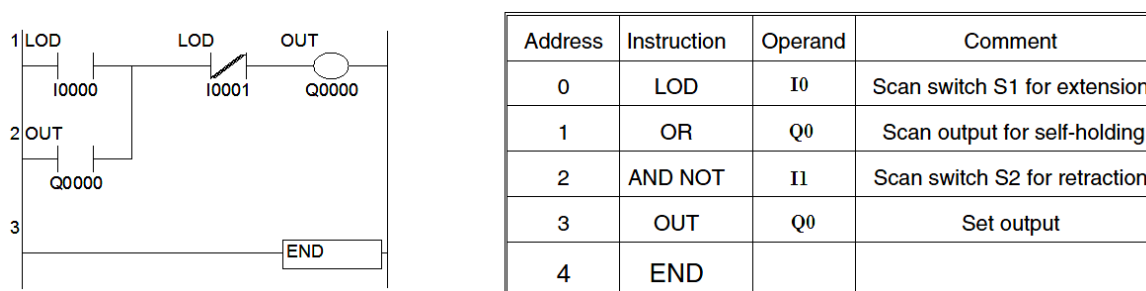 1 LOD LOD OUT
I0000 I0001 Q0000
2 OUT
Q0000
3
END
Address Instruction Operand Comment
0 LOD I0 Scan switch S1 for extension
1 OR Q0 Scan output for self-holding
2 AND NOT I1 Scan switch S2 for retraction
3 OUT Q0 Set output
4 END